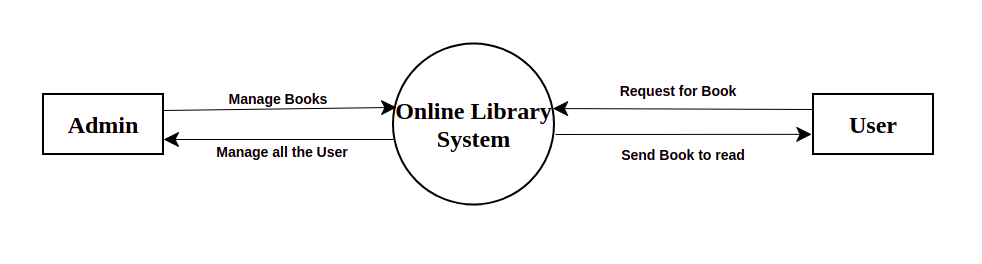 Manage Books
Request for Book
Admin
Online Library
System
User
Manage all the User
Send Book to read